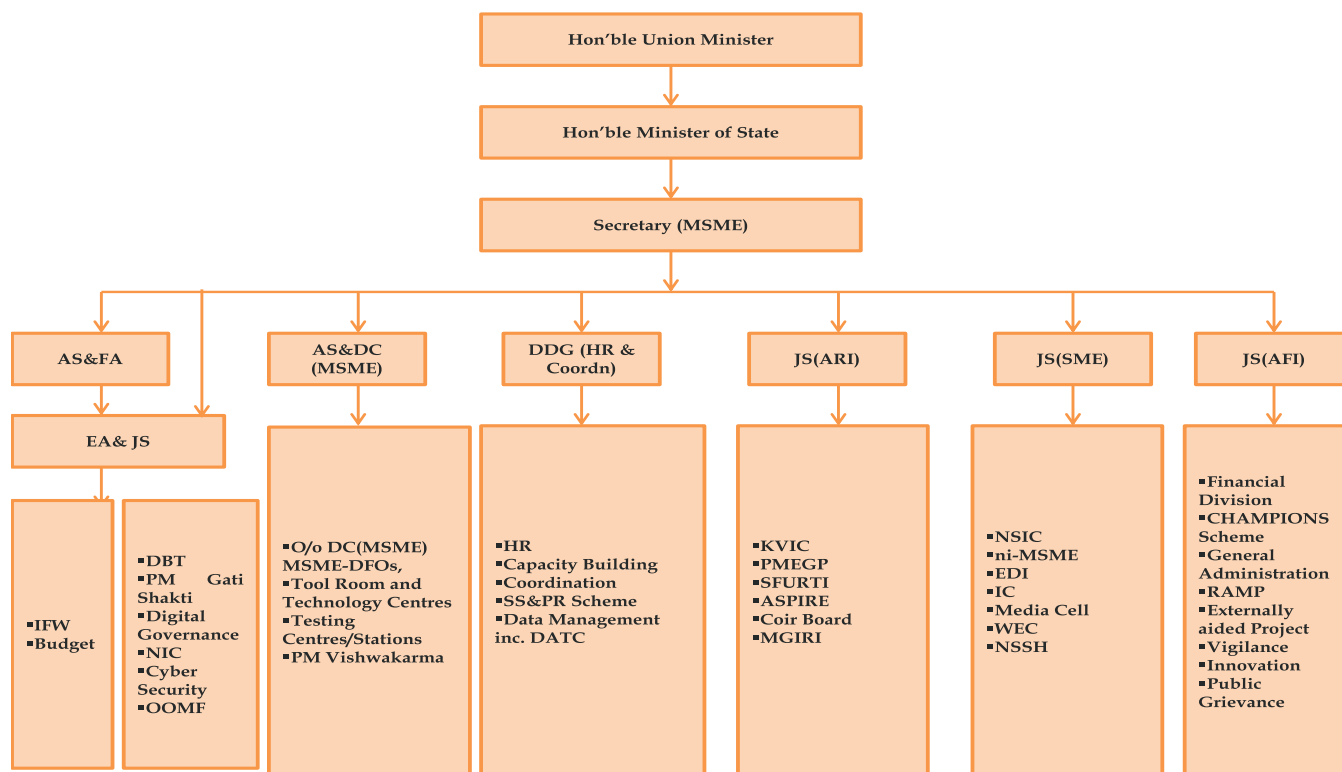 Hon’ble Union Minister
Hon’ble Minister of State
Secretary (MSME)
AS&FA
AS&DC
(MSME)
DDG (HR &
Coordn)
JS(ARI)
JS(SME)
JS(AFI)
EA& JS
▪IFW
▪Budget
▪DBT
▪PM Gati
Shakti
▪Digital
Governance
▪NIC
▪Cyber
Security
▪OOMF
▪O/o DC(MSME)
MSME-DFOs,
▪Tool Room and
Technology Centres
▪Testing
Centres/Stations
▪PM Vishwakarma
▪HR
▪Capacity Building
▪Coordination
▪SS&PR Scheme
▪Data Management
inc. DATC
▪KVIC
▪PMEGP
▪SFURTI
▪ASPIRE
▪Coir Board
▪MGIRI
▪NSIC
▪ni-MSME
▪EDI
▪IC
▪Media Cell
▪WEC
▪NSSH
▪Financial
Division
▪CHAMPIONS
Scheme
▪General
Administration
▪RAMP
▪Externally
aided Project
▪Vigilance
▪Innovation
▪Public
Grievance